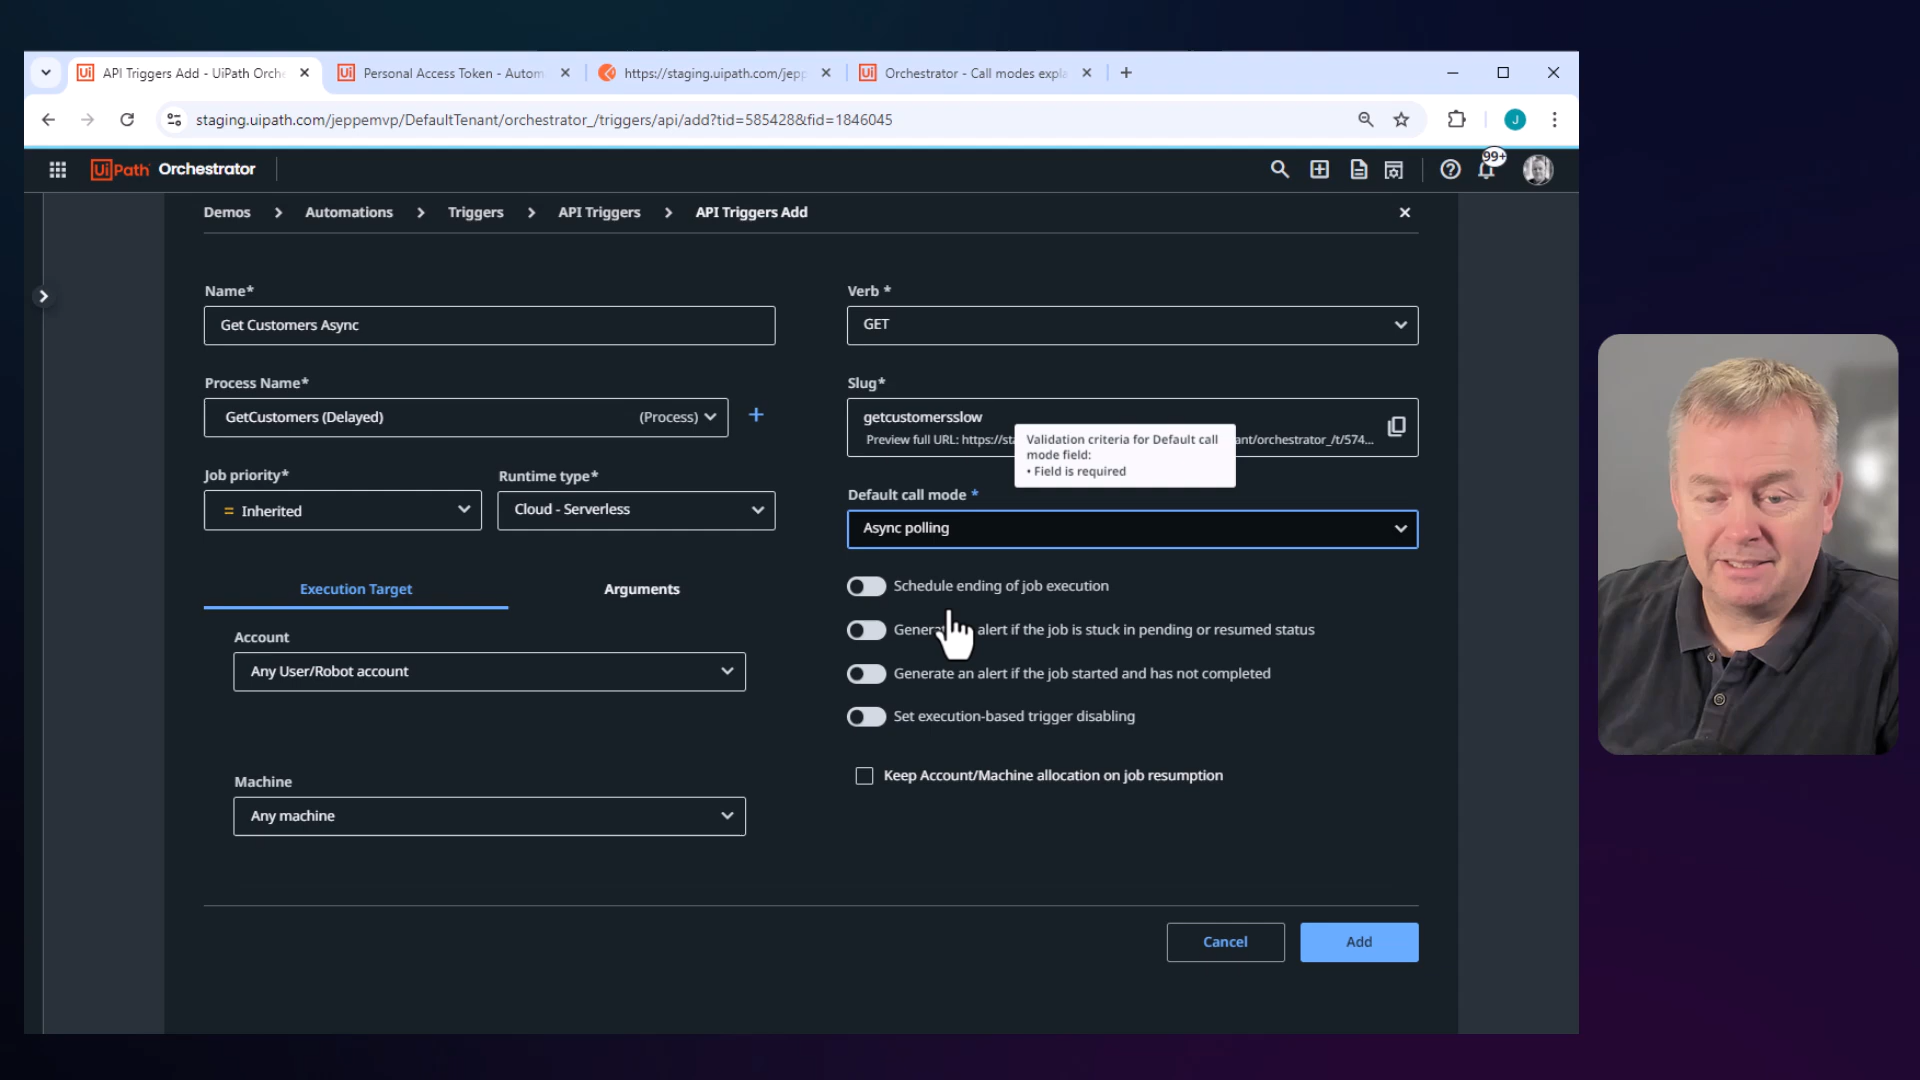 API Triggers Add - UiPath Orche
Personal Access Token - Autom
https://staging.uipath.com/jepp
Orchestrator - Call modes expla
staging.uipath.com/jeppemvp/DefaultTenant/orchestrator_/triggers/api/add?tid=585428&fid=1846045
J
UiPath Orchestrator
99+
Demos > Automations > Triggers > API Triggers > API Triggers Add
Name*
Get Customers Async
Verb *
GET
Process Name*
GetCustomers (Delayed) (Process)
Slug*
getcustomersslow
Preview full URL: https://sta
ant/orchestrator_/t/574...
Validation criteria for Default call
mode field:
• Field is required
Job priority*
= Inherited
Runtime type*
Cloud - Serverless
Default call mode *
Async polling
Execution Target
Arguments
Schedule ending of job execution
Generat alert if the job is stuck in pending or resumed status
Generate an alert if the job started and has not completed
Set execution-based trigger disabling
Keep Account/Machine allocation on job resumption
Account
Any User/Robot account
Machine
Any machine
Cancel
Add